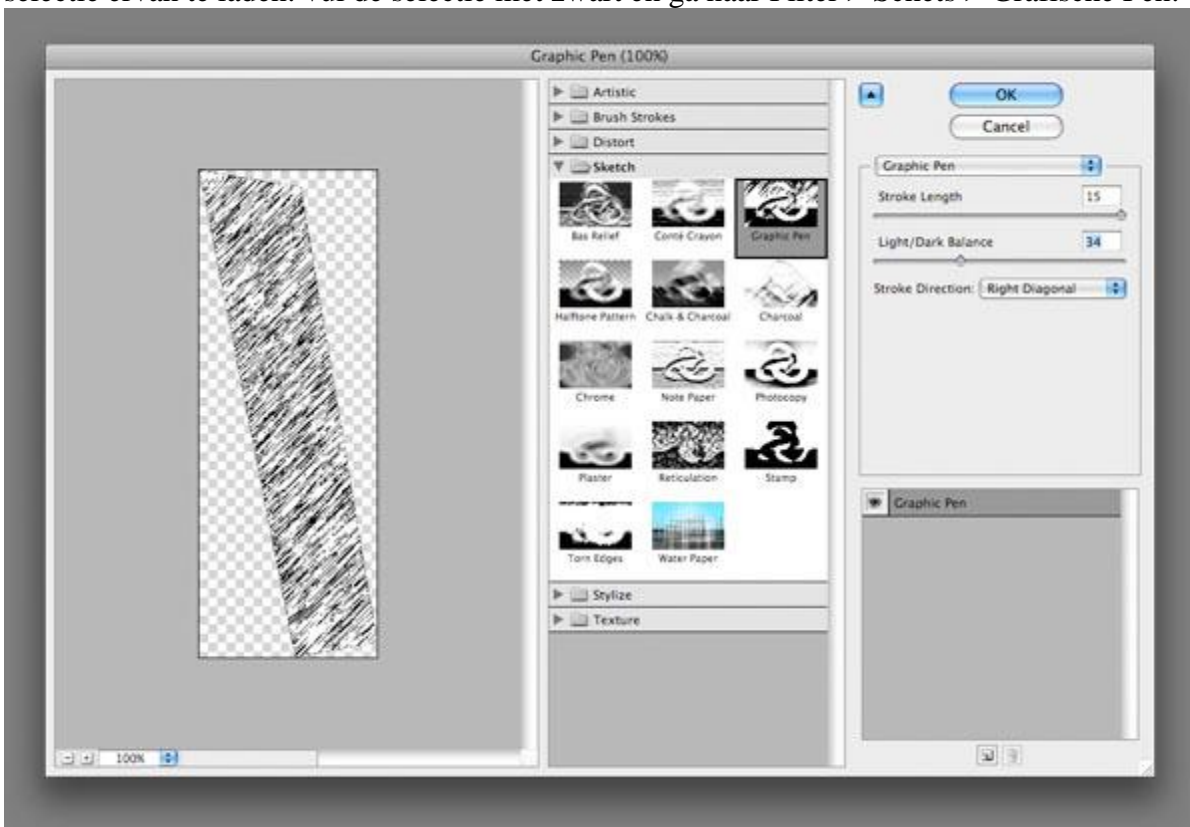 selectie ervan te laden. Vul de selectie met zwart en ga naar Filter > Schets > Grafische Pen.
Graphic Pen (100%)
Artistic
Brush Strokes
Distort
Sketch
Bas Relief
Conté Crayon
Graphic Pen
Halftone Pattern
Chalk & Charcoal
Charcoal
Chrome
Note Paper
Photocopy
Plaster
Reticulation
Stamp
Torn Edges
Water Paper
Stylize
Texture
OK
Cancel
Graphic Pen
Stroke Length 15
Light/Dark Balance 34
Stroke Direction: Right Diagonal
Graphic Pen
100%